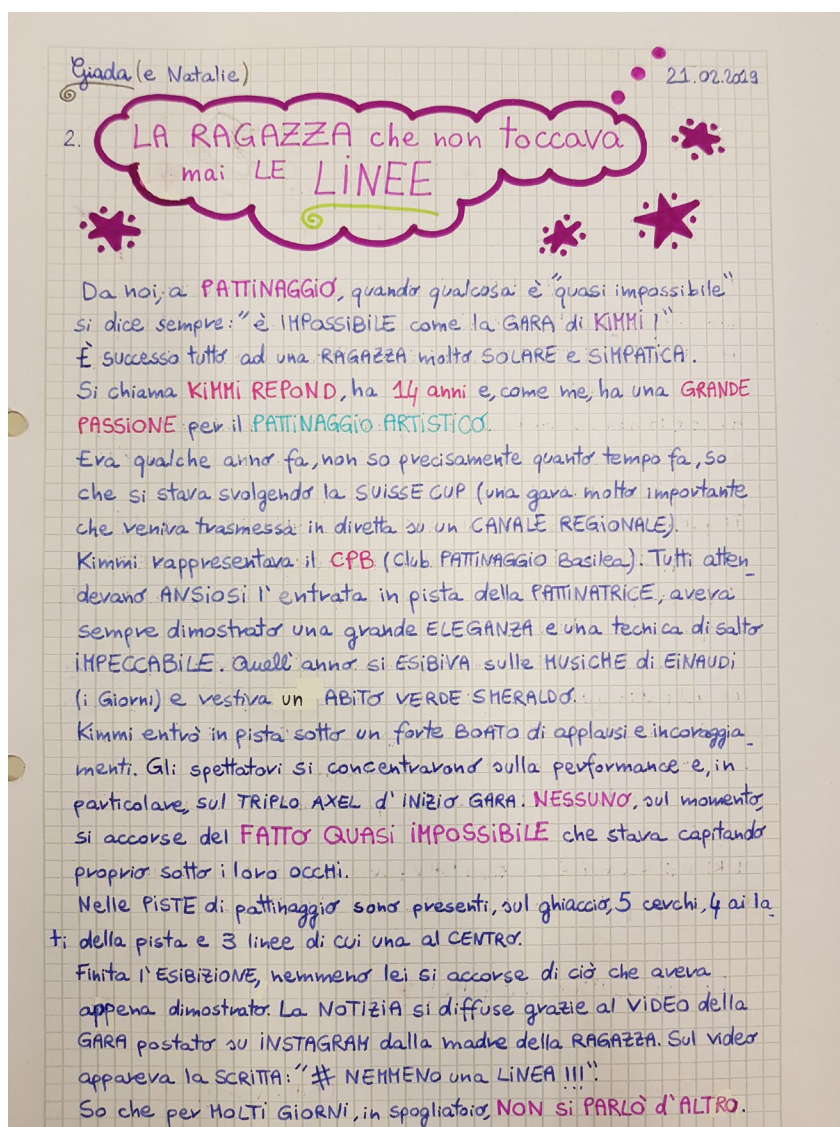 Giada (e Natalie)
21.02.2019
2.
LA RAGAZZA che non toccava
mai LE LINEE
Da noi, a PATTINAGGIO, quando qualcosa è "quasi impossibile"
si dice sempre: "è IMPOSSIBILE come la GARA di KIMMI !"
È successo tutto ad una RAGAZZA molto SOLARE e SIMPATICA.
Si chiama KIMMI REPOND, ha 14 anni e, come me, ha una GRANDE
PASSIONE per il PATTINAGGIO ARTISTICO.
Era qualche anno fa, non so precisamente quanto tempo fa, so
che si stava svolgendo la SUISSE CUP (una gara molto importante
che veniva trasmessa in diretta su un CANALE REGIONALE).
Kimmi rappresentava il CPB (Club PATTINAGGIO Basilea). Tutti atten_
devano ANSIOSI l'entrata in pista della PATTINATRICE, aveva
sempre dimostrato una grande ELEGANZA e una tecnica di salto
IMPECCABILE. Quell'anno si ESIBIVA sulle MUSICHE di EINAUDI
(i Giorni) e vestiva un ABITO VERDE SMERALDO.
Kimmi entrò in pista sotto un forte BOATO di applausi e incoraggia_
menti. Gli spettatori si concentrarono sulla performance e, in
particolare, sul TRIPLO AXEL d'INIZIO GARA. NESSUNO, sul momento,
si accorse del FATTO QUASI IMPOSSIBILE che stava capitando
proprio sotto i loro OCCHI.
Nelle PISTE di pattinaggio sono presenti, sul ghiaccio, 5 cerchi, 4 ai la_
ti della pista e 3 linee di cui una al CENTRO.
Finita l'ESIBIZIONE, nemmeno lei si accorse di ciò che aveva
appena dimostrato. La NOTIZIA si diffuse grazie al VIDEO della
GARA postato su INSTAGRAM dalla madre della RAGAZZA. Sul video
appareva la SCRITTA: "# NEMMENO una LINEA !!!".
So che per MOLTI GIORNI, in spogliatoio, NON SI PARLÒ d'ALTRO.